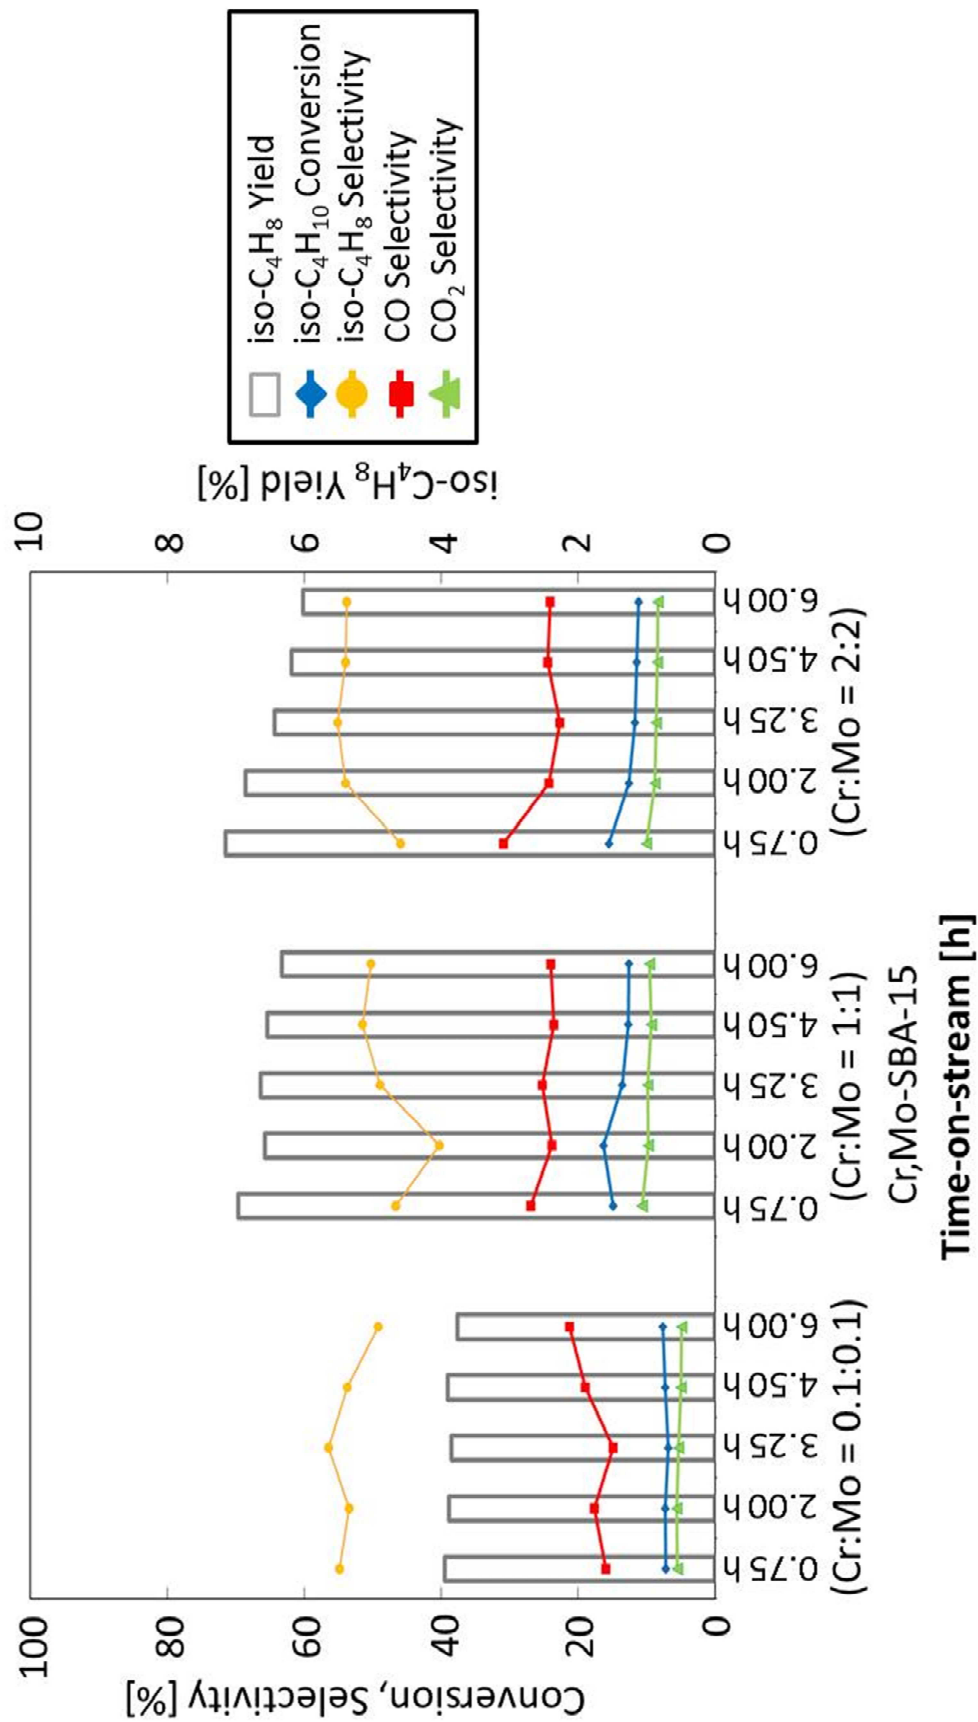 Conversion, Selectivity [%]
100
80
60
40
20
0
0.75 h
2.00 h
3.25 h
4.50 h
6.00 h
0.75 h
2.00 h
3.25 h
4.50 h
6.00 h
0.75 h
2.00 h
3.25 h
4.50 h
6.00 h
(Cr:Mo = 0.1:0.1)
(Cr:Mo = 1:1)
(Cr:Mo = 2:2)
Cr,Mo-SBA-15
Time-on-stream [h]
10
8
6
4
2
0
iso-C₄H₈ Yield [%]
iso-C₄H₈ Yield
iso-C₄H₁₀ Conversion
iso-C₄H₈ Selectivity
CO Selectivity
CO₂ Selectivity